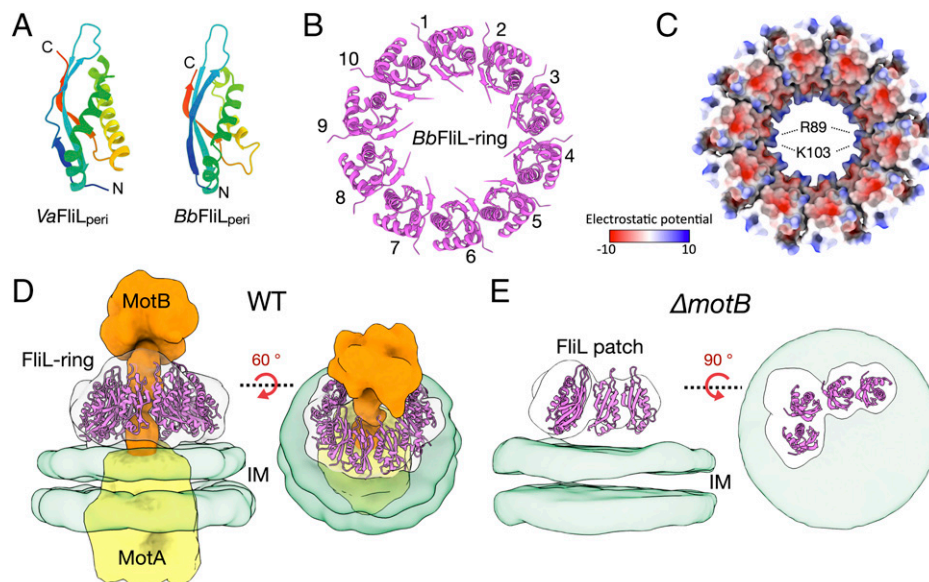 A
C
N
VaFliLperi
C
N
BbFliLperi
B
1
2
3
4
5
6
7
8
9
10
BbFliL-ring
C
R89
K103
Electrostatic potential
-10 10
D
WT
MotB
FliL-ring
60 °
IM
MotA
E
ΔmotB
FliL patch
90 °
IM